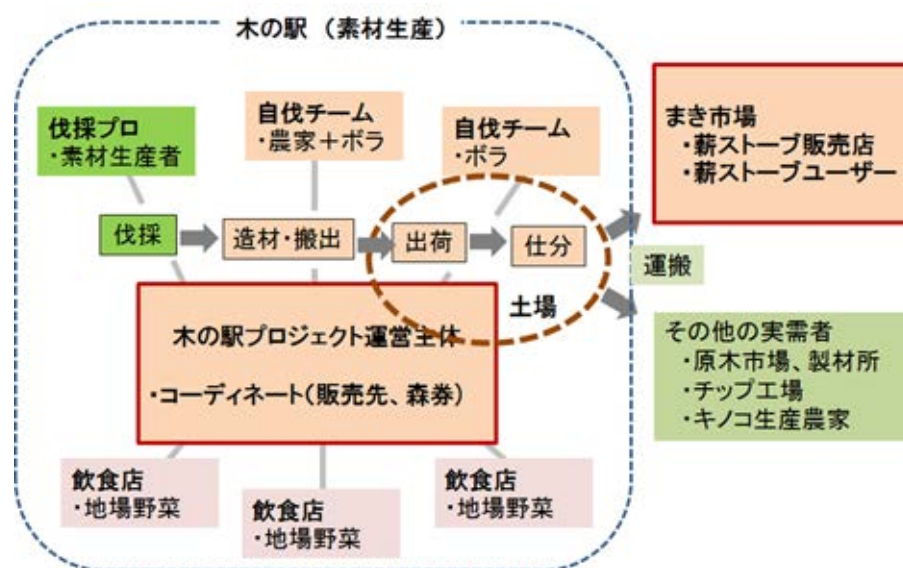 木の駅 (素材生産)
伐採プロ
・素材生産者
自伐チーム
・農家+ボラ
自伐チーム
・ボラ
まき市場
・薪ストーブ販売店
・薪ストーブユーザー
伐採
造材・搬出
出荷
仕分
運搬
土場
木の駅プロジェクト運営主体
・コーディネート(販売先、森券)
その他の実需者
・原木市場、製材所
・チップ工場
・キノコ生産農家
飲食店
・地場野菜
飲食店
・地場野菜
飲食店
・地場野菜